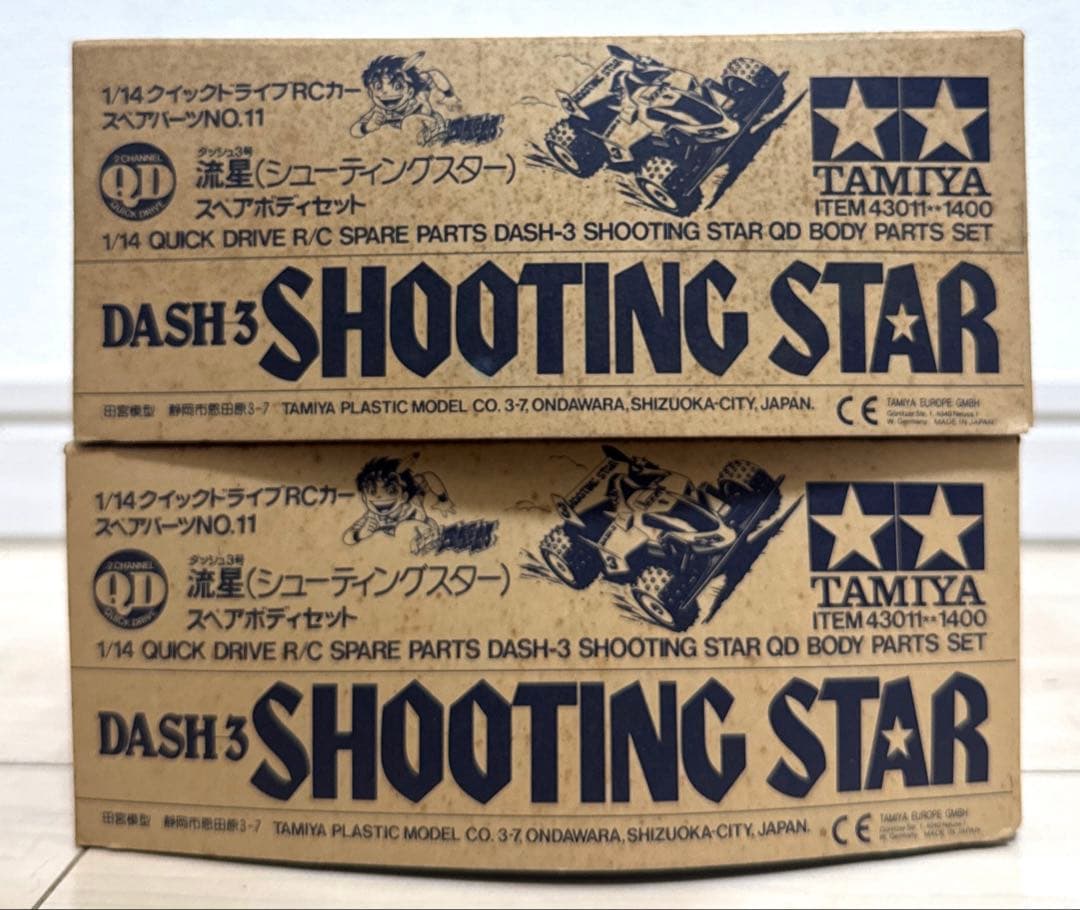 1/14クイックドライブRCカー
スペアパーツNO.11
SHOOTING STAR
TAMIYA
ITEM 43011**1400
2 CHANNEL
QD
QUICK DRIVE
ダッシュ3号
流星(シューティングスター)
スペアボディセット
1/14 QUICK DRIVE R/C SPARE PARTS DASH-3 SHOOTING STAR QD BODY PARTS SET
DASH-3 SHOOTING STAR
田宮模型 静岡市恩田原3-7 TAMIYA PLASTIC MODEL CO. 3-7, ONDAWARA, SHIZUOKA-CITY, JAPAN.
CE
TAMIYA EUROPE GMBH
W. Germany. MADE IN JAPAN
1/14クイックドライブRCカー
スペアパーツNO.11
SHOOTING STAR
TAMIYA
ITEM 43011**1400
2 CHANNEL
QD
QUICK DRIVE
ダッシュ3号
流星(シューティングスター)
スペアボディセット
1/14 QUICK DRIVE R/C SPARE PARTS DASH-3 SHOOTING STAR QD BODY PARTS SET
DASH-3 SHOOTING STAR
田宮模型 静岡市恩田原3-7 TAMIYA PLASTIC MODEL CO. 3-7, ONDAWARA, SHIZUOKA-CITY, JAPAN.
CE
TAMIYA EUROPE GMBH
W. Germany. MADE IN JAPAN